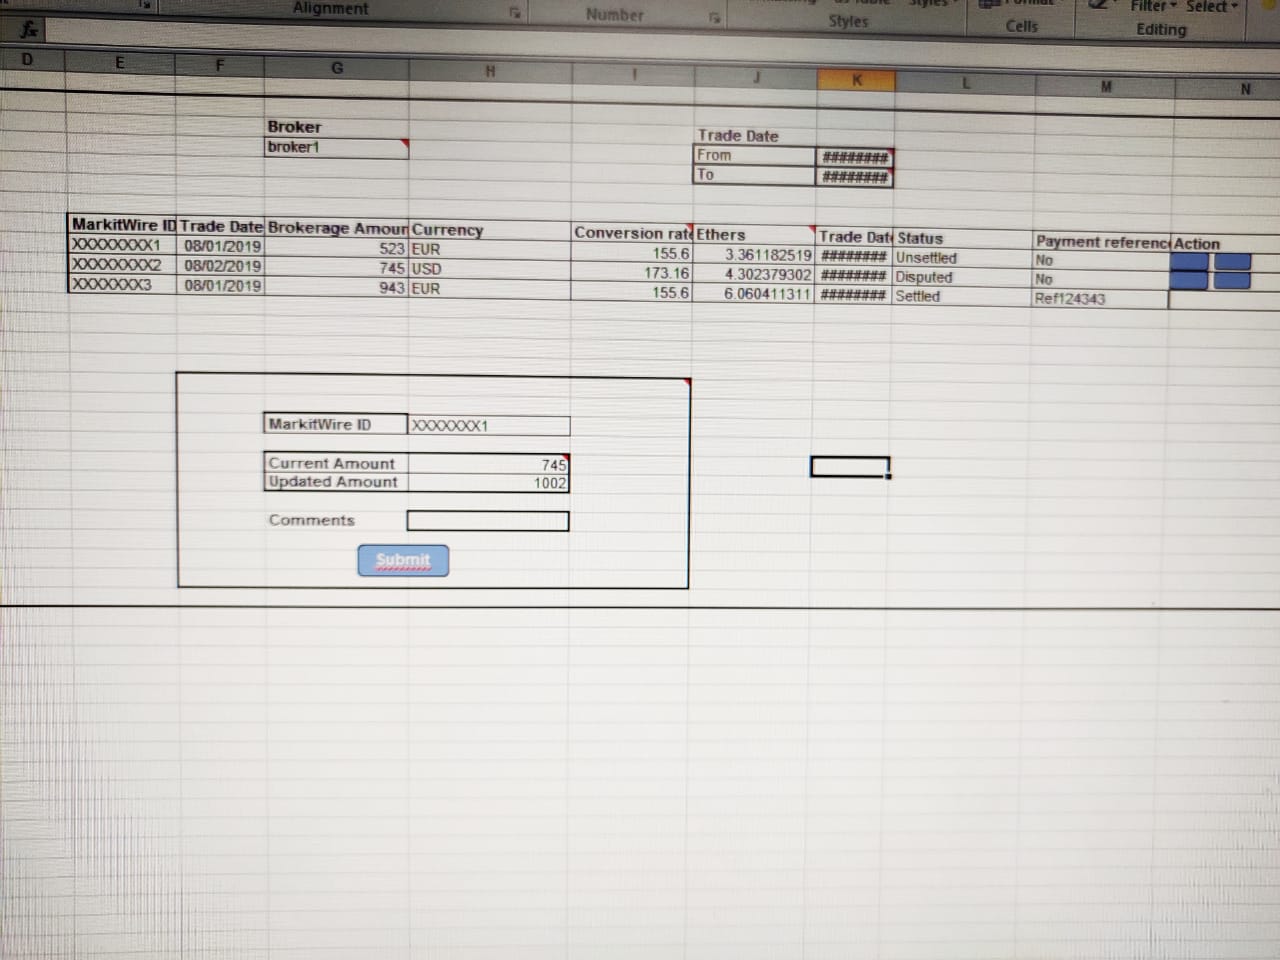 Alignment Number Styles Cells Editing
Filter Select
fx
D E F G H I J K L M N
Broker
broker1
Trade Date
From ########
To ########
MarkitWire ID Trade Date Brokerage Amour Currency Conversion rate Ethers Trade Date Status Payment referenc Action
XXXXXXXX1 08/01/2019 523 EUR 155.6 3.361182519 ######## Unsettled No
XXXXXXXX2 08/02/2019 745 USD 173.16 4.302379302 ######## Disputed No
XXXXXXX3 08/01/2019 943 EUR 155.6 6.060411311 ######## Settled Ref124343
MarkitWire ID XXXXXXX1
Current Amount 745
Updated Amount 1002
Comments
Submit